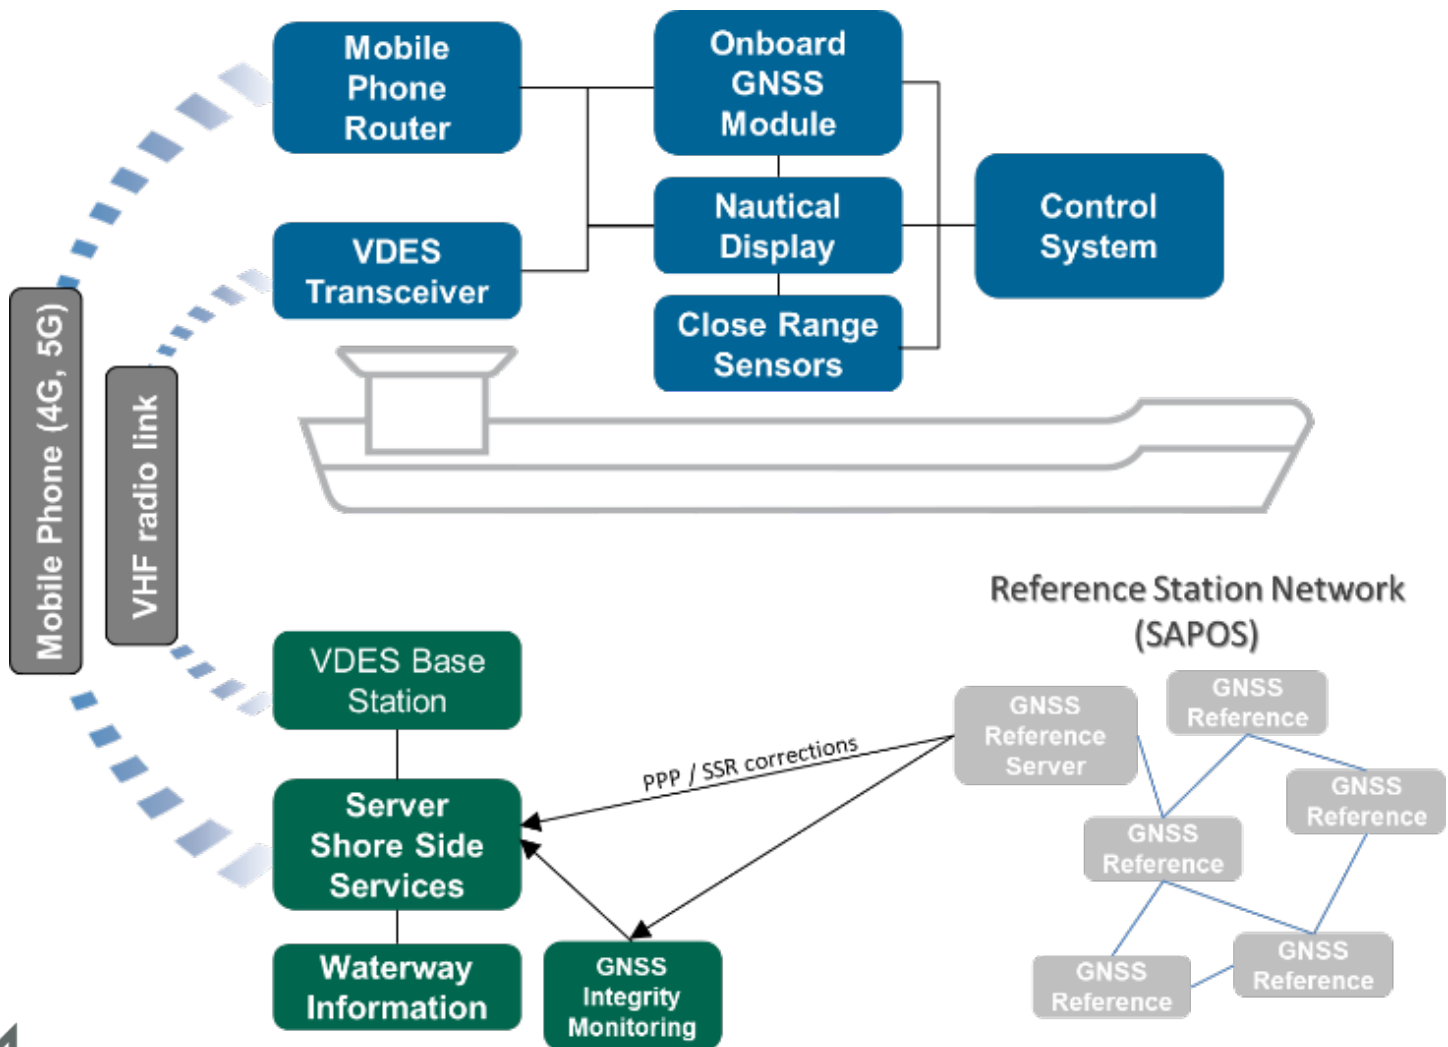 Mobile
Phone
Router
Onboard
GNSS
Module
VDES
Transceiver
Nautical
Display
Control
System
Close Range
Sensors
Mobile Phone (4G, 5G)
VHF radio link
Reference Station Network
(SAPOS)
VDES Base
Station
Server
Shore Side
Services
Waterway
Information
GNSS
Integrity
Monitoring
PPP / SSR corrections
GNSS
Reference
Server
GNSS
Reference
GNSS
Reference
GNSS
Reference
GNSS
Reference
GNSS
Reference